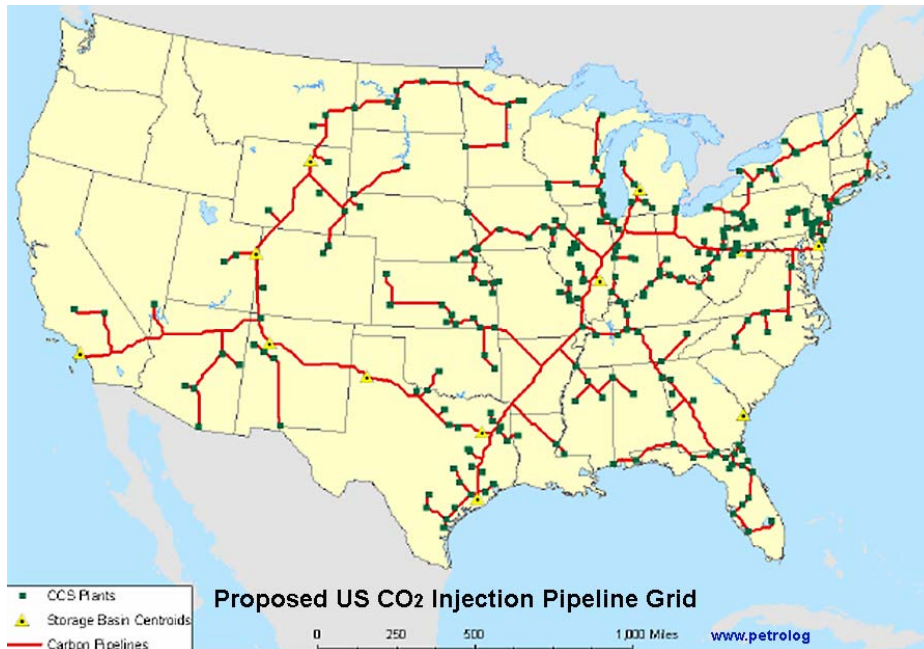 CCS Plants
Storage Basin Centroids
Carbon Pipelines
Proposed US CO2 Injection Pipeline Grid
0 250 500 1,000 Miles
www.petrolog